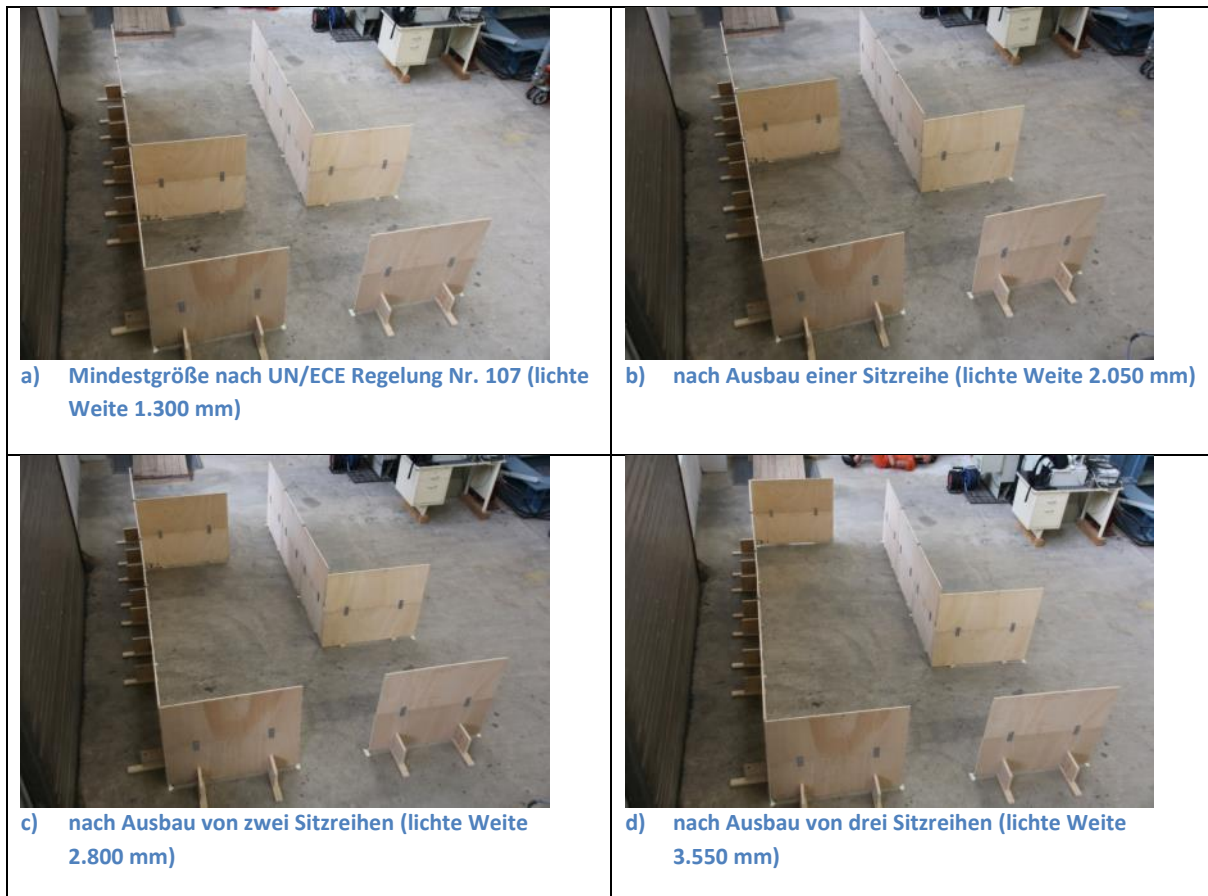 a) Mindestgröße nach UN/ECE Regelung Nr. 107 (lichte
Weite 1.300 mm)
b) nach Ausbau einer Sitzreihe (lichte Weite 2.050 mm)
c) nach Ausbau von zwei Sitzreihen (lichte Weite
2.800 mm)
d) nach Ausbau von drei Sitzreihen (lichte Weite
3.550 mm)